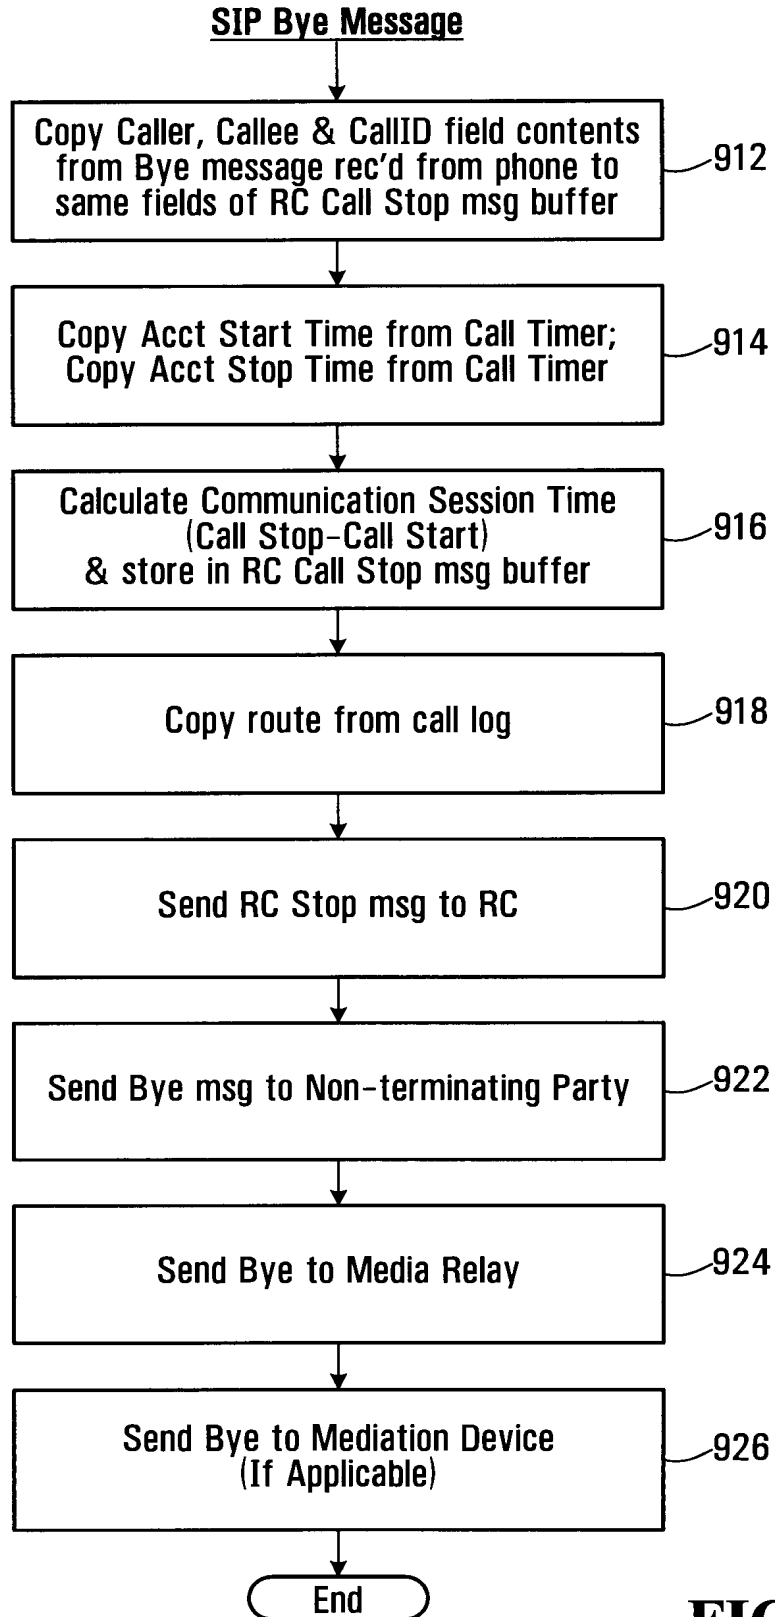 SIP Bye Message
Copy Caller, Callee & CallID field contents
from Bye message rec'd from phone to
same fields of RC Call Stop msg buffer
912
Copy Acct Start Time from Call Timer;
Copy Acct Stop Time from Call Timer
914
Calculate Communication Session Time
(Call Stop-Call Start)
& store in RC Call Stop msg buffer
916
Copy route from call log
918
Send RC Stop msg to RC
920
Send Bye msg to Non-terminating Party
922
Send Bye to Media Relay
924
Send Bye to Mediation Device
(If Applicable)
926
End